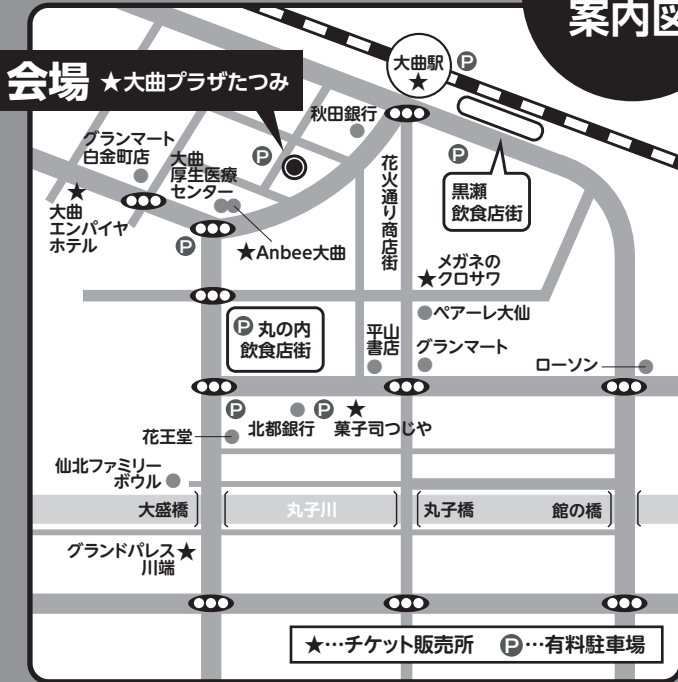 案内図
大曲駅
★
P
会場 ★大曲プラザたつみ
秋田銀行
グランマート
白金町店
大曲
厚生医療
センター
P
P
花火通り商店街
黒瀬
飲食店街
★
大曲
エンパイヤ
ホテル
P
★Anbee大曲
メガネの
★クロサワ
P 丸の内
飲食店街
平山
書店
ペアーレ大仙
グランマート
ローソン
P
花王堂
北都銀行
P
★
菓子司つじや
仙北ファミリー
ボウル
大盛橋
丸子川
丸子橋
館の橋
グランドパレス★
川端
★…チケット販売所 P…有料駐車場